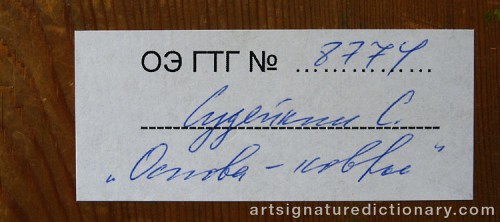 ОЭ ГТГ № 8774
Судейкин С.
„Основа - ковры"
artsignaturedictionary.com